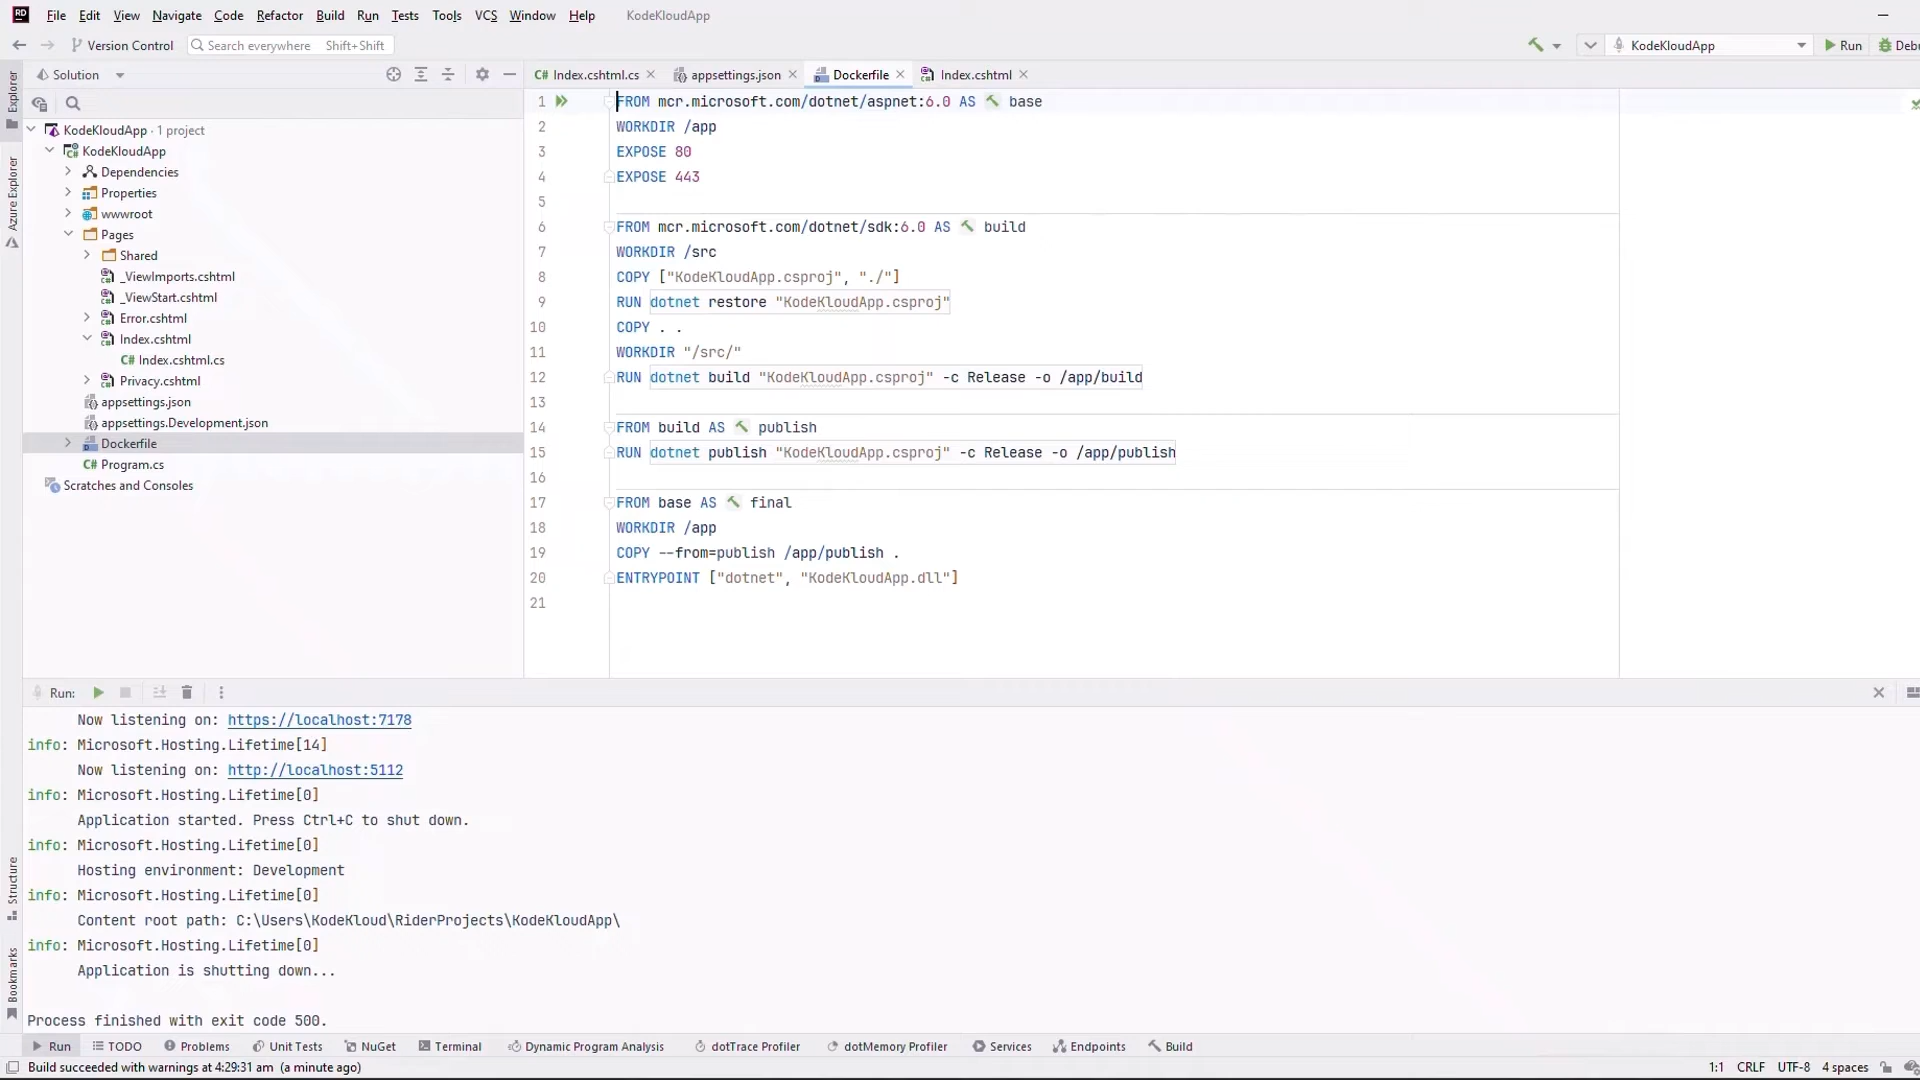 RD File Edit View Navigate Code Refactor Build Run Tests Tools VCS Window Help KodeKloudApp
Version Control Search everywhere Shift+Shift KodeKloudApp Run Debu
Explorer
Azure Explorer
Structure
Bookmarks
Solution
KodeKloudApp · 1 project
KodeKloudApp
Dependencies
Properties
wwwroot
Pages
Shared
_ViewImports.cshtml
_ViewStart.cshtml
Error.cshtml
Index.cshtml
C# Index.cshtml.cs
Privacy.cshtml
appsettings.json
appsettings.Development.json
Dockerfile
C# Program.cs
Scratches and Consoles
C# Index.cshtml.cs appsettings.json Dockerfile Index.cshtml
1 FROM mcr.microsoft.com/dotnet/aspnet:6.0 AS base
2 WORKDIR /app
3 EXPOSE 80
4 EXPOSE 443
5
6 FROM mcr.microsoft.com/dotnet/sdk:6.0 AS build
7 WORKDIR /src
8 COPY ["KodeKloudApp.csproj", "./"]
9 RUN dotnet restore "KodeKloudApp.csproj"
10 COPY . .
11 WORKDIR "/src/"
12 RUN dotnet build "KodeKloudApp.csproj" -c Release -o /app/build
13
14 FROM build AS publish
15 RUN dotnet publish "KodeKloudApp.csproj" -c Release -o /app/publish
16
17 FROM base AS final
18 WORKDIR /app
19 COPY --from=publish /app/publish .
20 ENTRYPOINT ["dotnet", "KodeKloudApp.dll"]
21
Run:
Now listening on: https://localhost:7178
info: Microsoft.Hosting.Lifetime[14]
Now listening on: http://localhost:5112
info: Microsoft.Hosting.Lifetime[0]
Application started. Press Ctrl+C to shut down.
info: Microsoft.Hosting.Lifetime[0]
Hosting environment: Development
info: Microsoft.Hosting.Lifetime[0]
Content root path: C:\Users\KodeKloud\RiderProjects\KodeKloudApp\
info: Microsoft.Hosting.Lifetime[0]
Application is shutting down...
Process finished with exit code 500.
Run TODO Problems Unit Tests NuGet Terminal Dynamic Program Analysis dotTrace Profiler dotMemory Profiler Services Endpoints Build
Build succeeded with warnings at 4:29:31 am (a minute ago) 1:1 CRLF UTF-8 4 spaces